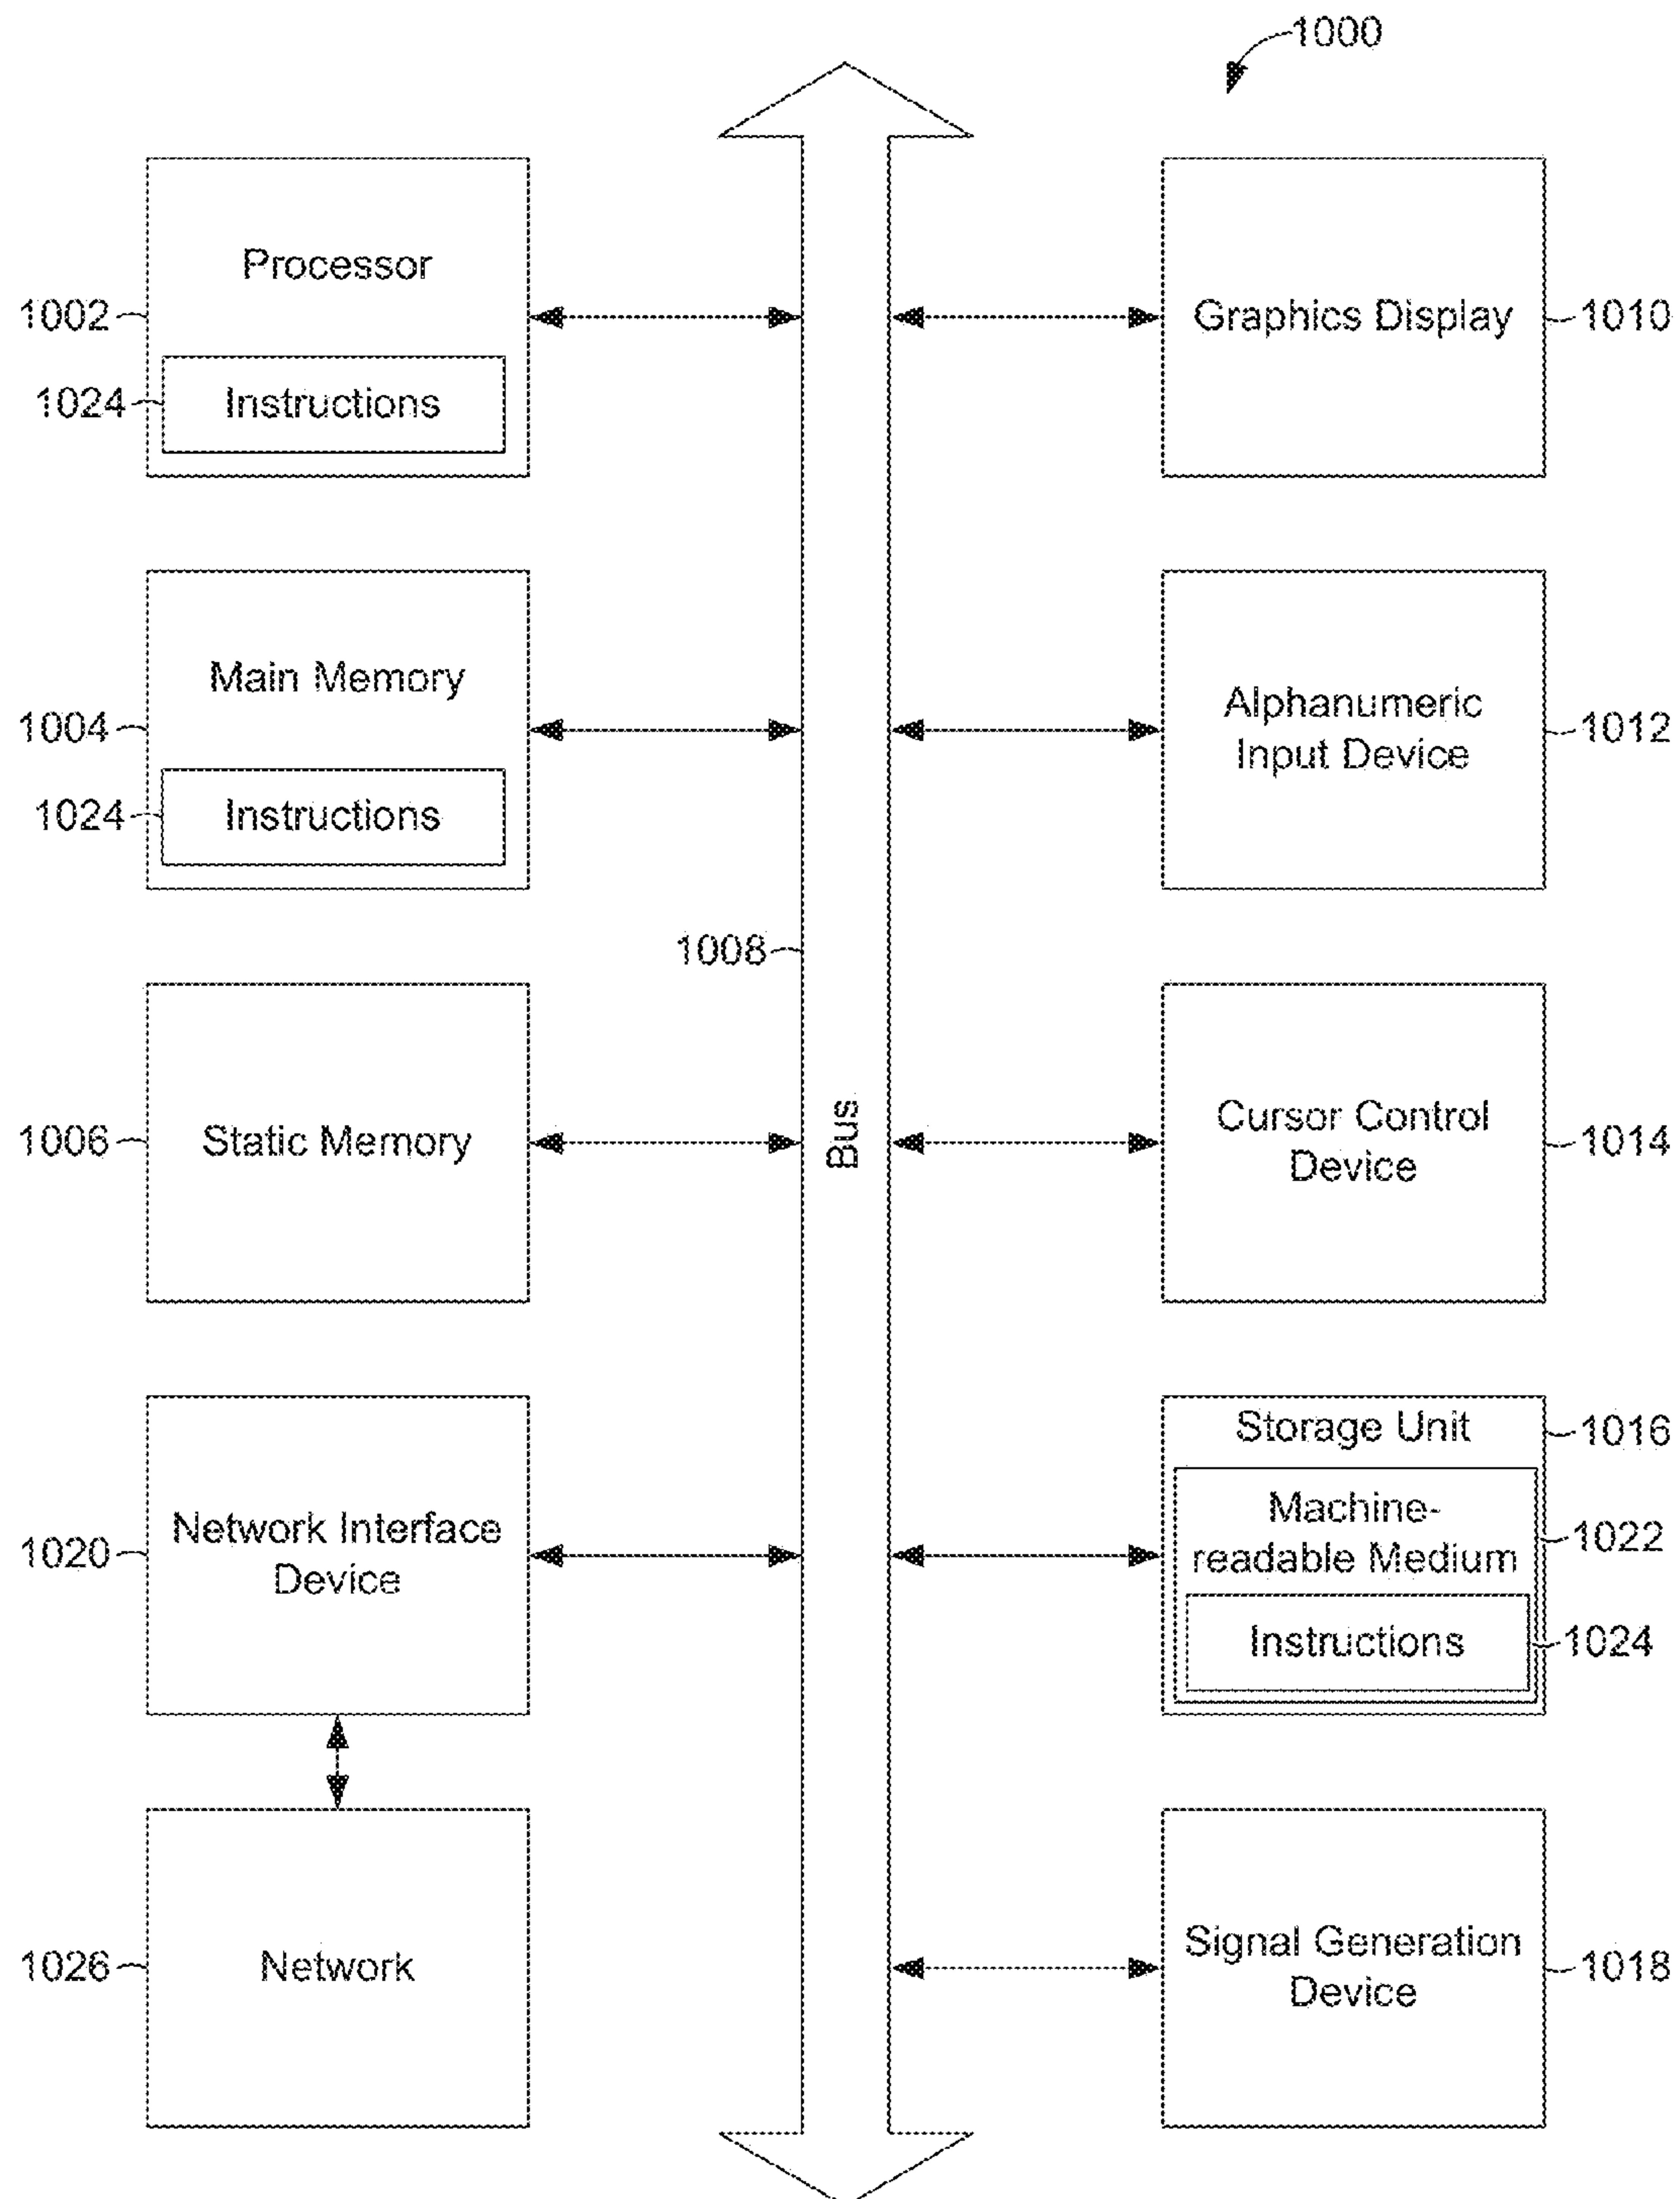 1000
Processor
1002
1024
Instructions
Graphics Display
1010
Main Memory
1004
1024
Instructions
Alphanumeric
Input Device
1012
1008
Bus
Static Memory
1006
Cursor Control
Device
1014
Network Interface
Device
1020
Storage Unit
1016
Machine-
readable Medium
1022
Instructions
1024
Network
1026
Signal Generation
Device
1018